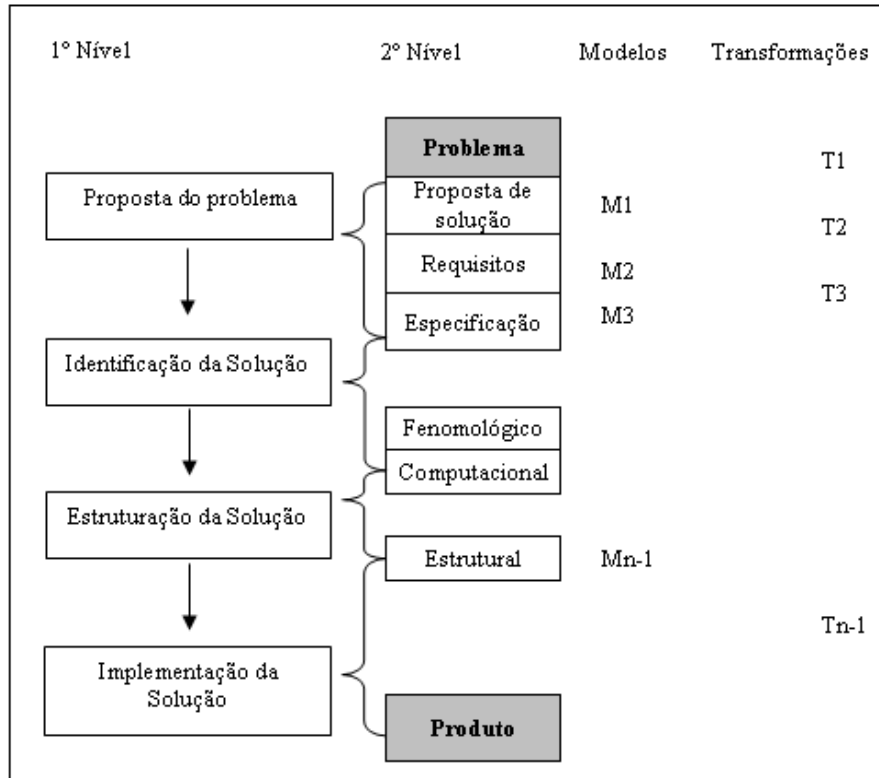 1º Nível
2º Nível
Modelos
Transformações
Problema
T1
Proposta do problema
Proposta de
solução
M1
T2
Requisitos
M2
T3
Especificação
M3
Identificação da Solução
Fenomológico
Computacional
Estruturação da Solução
Estrutural
Mn-1
Tn-1
Implementação da
Solução
Produto